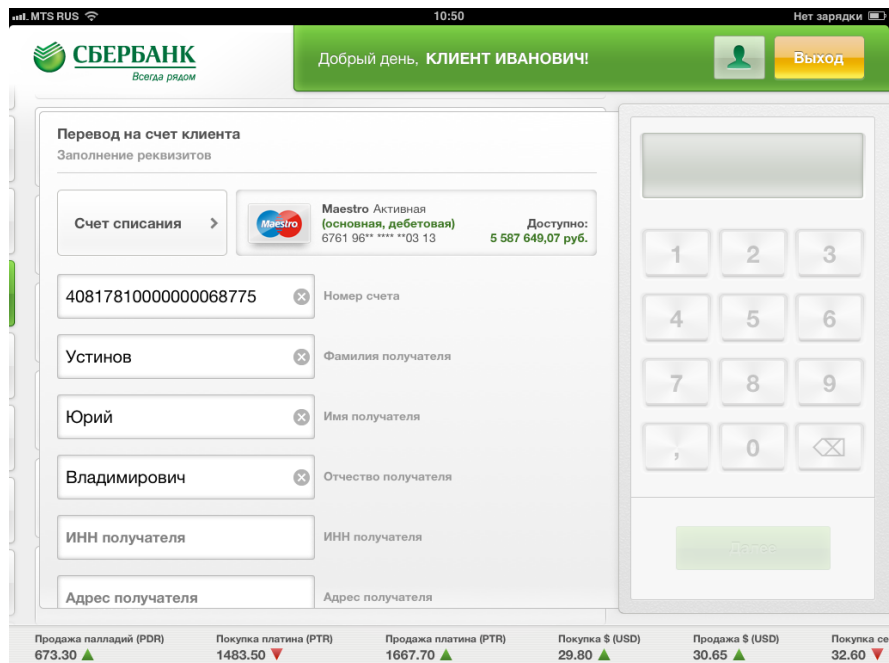 MTS RUS 10:50 Нет зарядки
СБЕРБАНК
Всегда рядом
Добрый день, КЛИЕНТ ИВАНОВИЧ!
Выход
Перевод на счет клиента
Заполнение реквизитов
Счет списания
Maestro
Maestro Активная
(основная, дебетовая)
6761 96** **** **03 13
Доступно:
5 587 649,07 руб.
40817810000000068775 Номер счета
Устинов Фамилия получателя
Юрий Имя получателя
Владимирович Отчество получателя
ИНН получателя ИНН получателя
Адрес получателя Адрес получателя
1 2 3
4 5 6
7 8 9
, 0
Далее
Продажа палладий (PDR) Покупка платина (PTR) Продажа платина (PTR) Покупка $ (USD) Продажа $ (USD) Покупка се
673.30 1483.50 1667.70 29.80 30.65 32.60